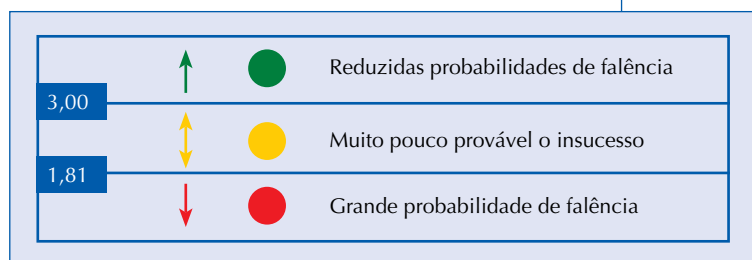 Reduzidas probabilidades de falência
3,00
Muito pouco provável o insucesso
1,81
Grande probabilidade de falência